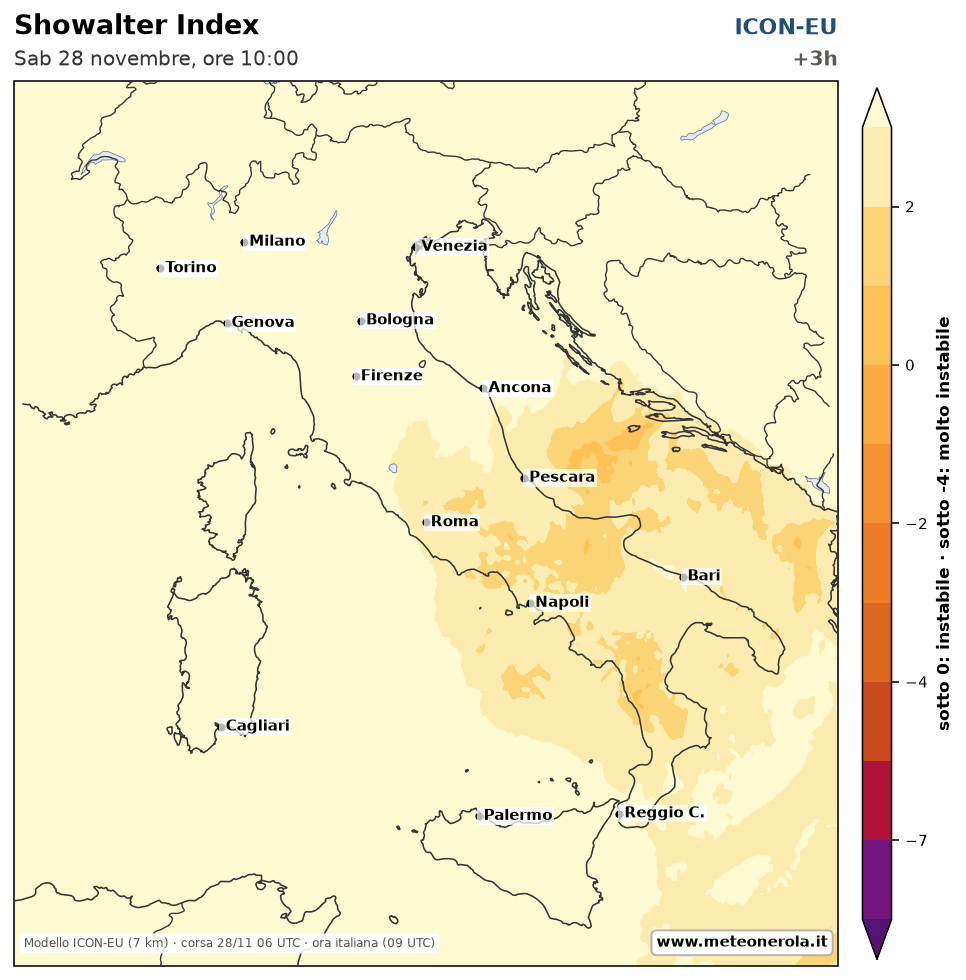 Showalter Index
ICON-EU
Sab 28 novembre, ore 10:00
+3h
Milano
Venezia
Torino
Genova
Bologna
Firenze
Ancona
Pescara
Roma
Bari
Napoli
Cagliari
Palermo
Reggio C.
2
0
−2
−4
−7
sotto 0: instabile · sotto -4: molto instabile
Modello ICON-EU (7 km) · corsa 28/11 06 UTC · ora italiana (09 UTC)
www.meteonerola.it